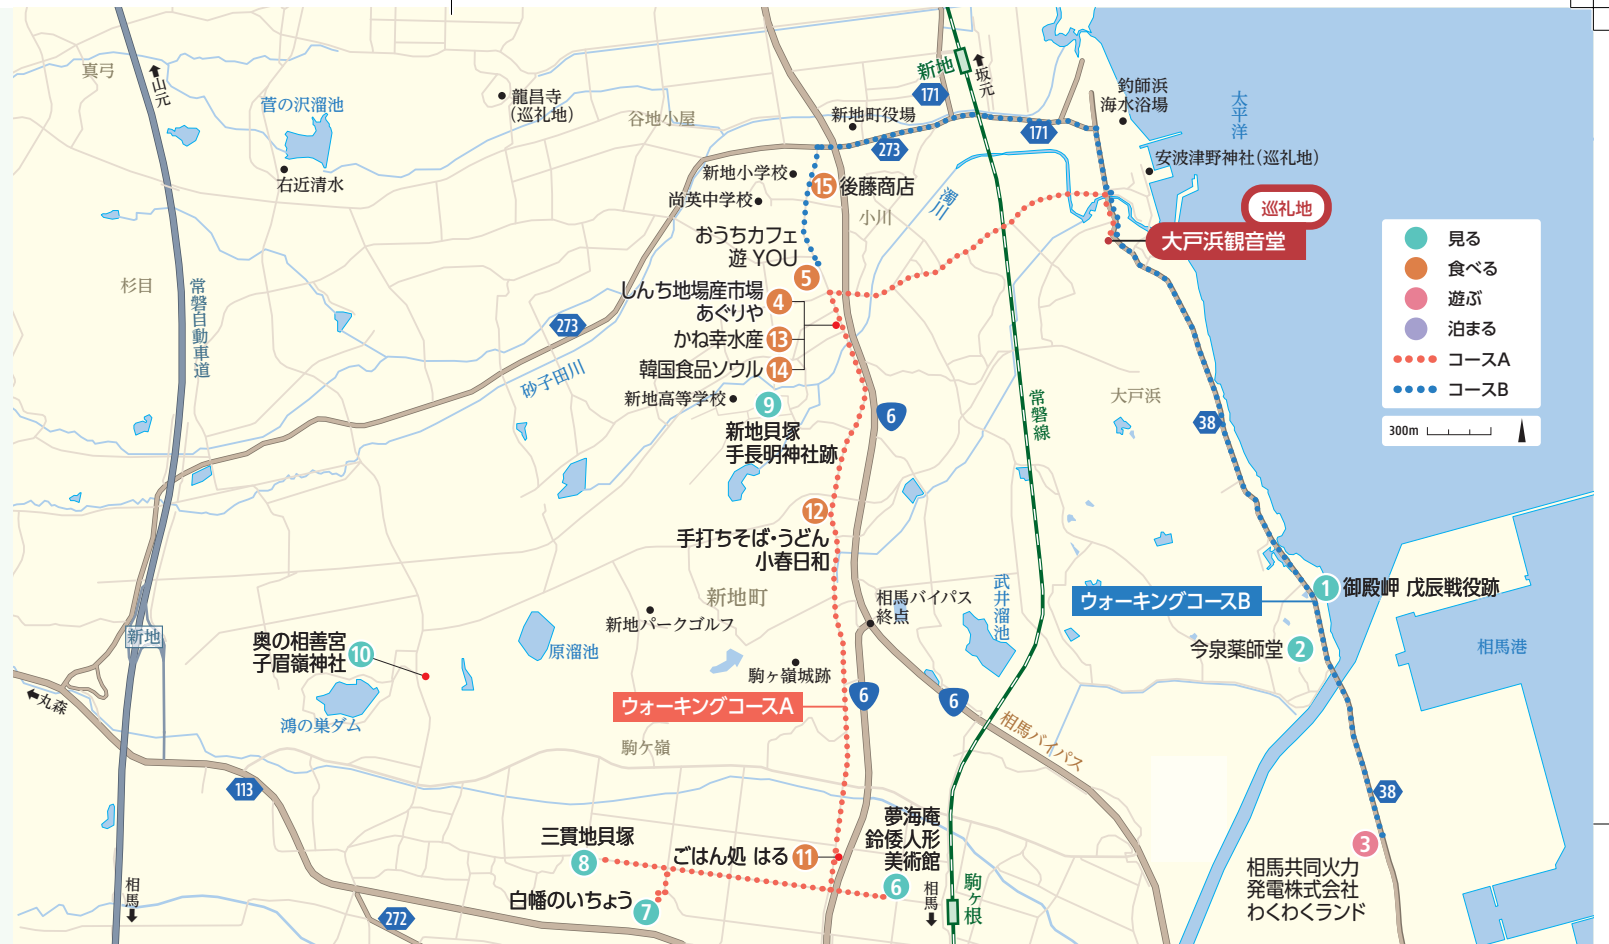 真弓
山元
菅の沢溜池
右近清水
龍昌寺
(巡礼地)
谷地小屋
新地町役場
新地
坂元
171
171
273
釣師浜
海水浴場
太平洋
安波津野神社(巡礼地)
巡礼地
大戸浜観音堂
新地小学校
尚英中学校
15 後藤商店
小川
濁川
おうちカフェ
遊 YOU
5
しんち地場産市場
あぐりや
4
かね幸水産 13
韓国食品ソウル 14
新地高等学校
9
新地貝塚
手長明神社跡
杉目
常磐自動車道
273
砂子田川
6
常磐線
大戸浜
38
見る
食べる
遊ぶ
泊まる
コースA
コースB
300m
12
手打ちそば・うどん
小春日和
新地町
新地パークゴルフ
相馬バイパス
終点
武井溜池
ウォーキングコースB
1 御殿岬 戊辰戦役跡
今泉薬師堂 2
相馬港
新地
奥の相善宮
子眉嶺神社
10
原溜池
駒ヶ嶺城跡
丸森
鴻の巣ダム
ウォーキングコースA
6
6
相馬バイパス
駒ケ嶺
113
38
三貫地貝塚
8
ごはん処 はる 11
夢海庵
鈴倭人形
美術館
6
白幡のいちょう
7
相馬
相馬
駒ヶ根
272
3
相馬共同火力
発電株式会社
わくわくランド